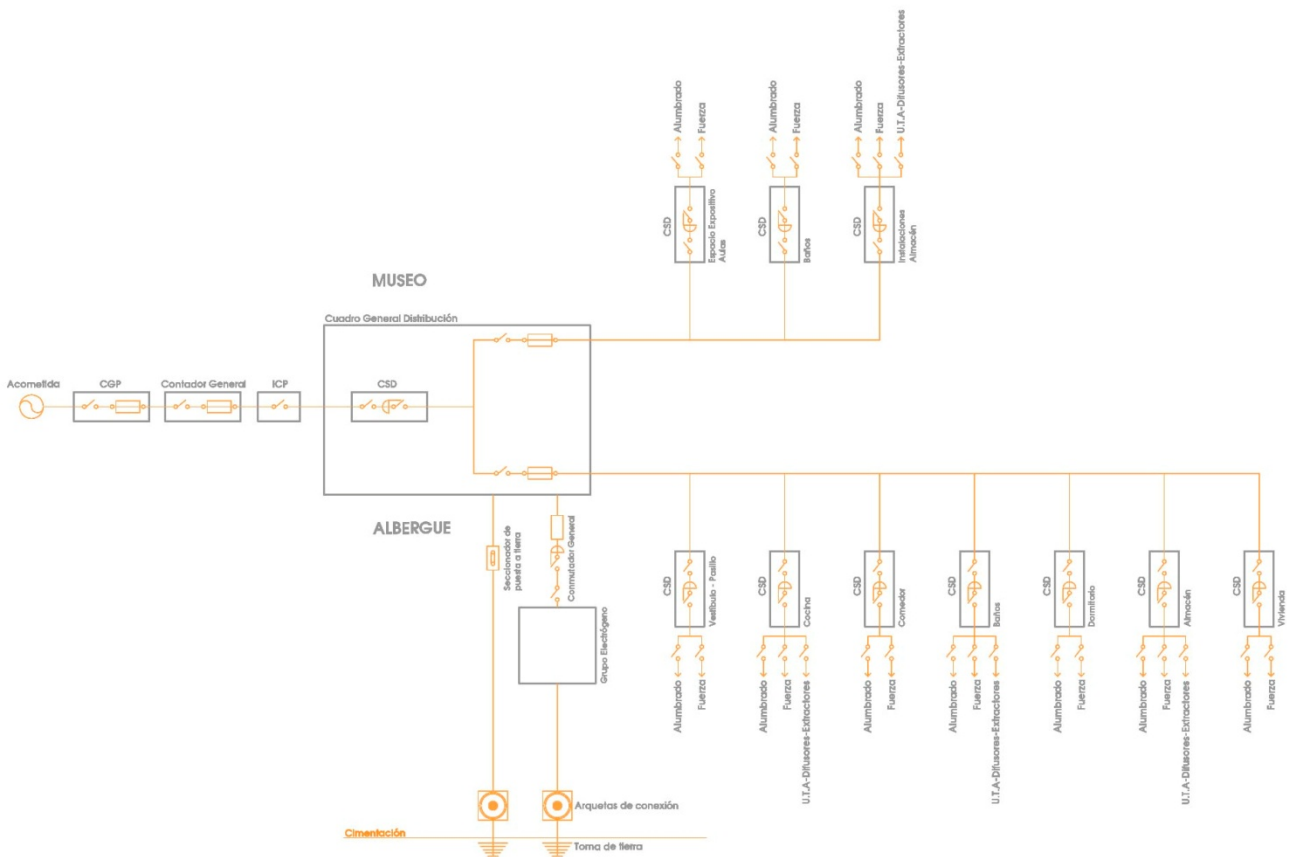 Alumbrado
Fuerza
Alumbrado
Fuerza
Alumbrado
Fuerza
U.T.A-Difusores-Extractores
CSD
Espacio Expositivo
Aulas
CSD
Baños
CSD
Instalaciones
Almacén
MUSEO
Cuadro General Distribución
Acometida
CGP
Contador General
ICP
CSD
ALBERGUE
Seccionador de
puesta a tierra
Conmutador General
Grupo Electrógeno
CSD
Vestíbulo - Pasillo
CSD
Cocina
CSD
Comedor
CSD
Baños
CSD
Dormitorio
CSD
Almacén
CSD
Vivienda
Alumbrado
Fuerza
Alumbrado
Fuerza
U.T.A-Difusores-Extractores
Alumbrado
Fuerza
Alumbrado
Fuerza
U.T.A-Difusores-Extractores
Alumbrado
Fuerza
Alumbrado
Fuerza
U.T.A-Difusores-Extractores
Alumbrado
Fuerza
Arquetas de conexión
Cimentación
Toma de tierra